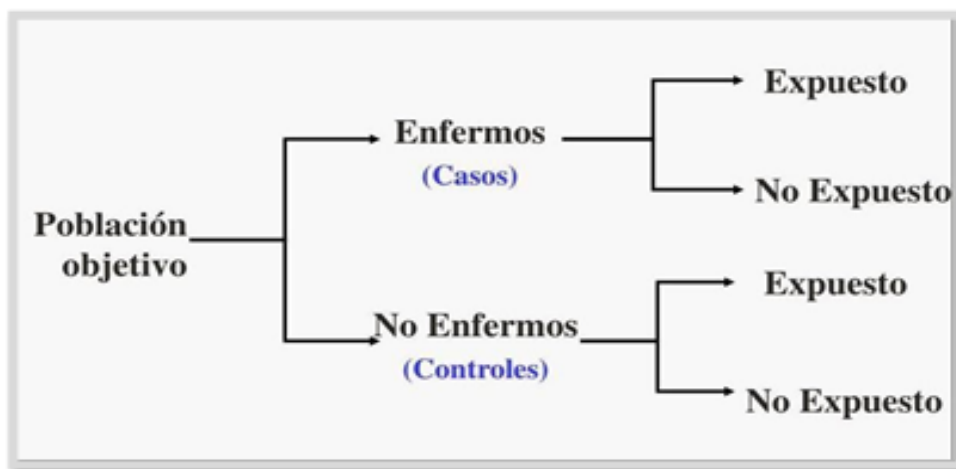 Expuesto
Enfermos
(Casos)
No Expuesto
Población
objetivo
Expuesto
No Enfermos
(Controles)
No Expuesto